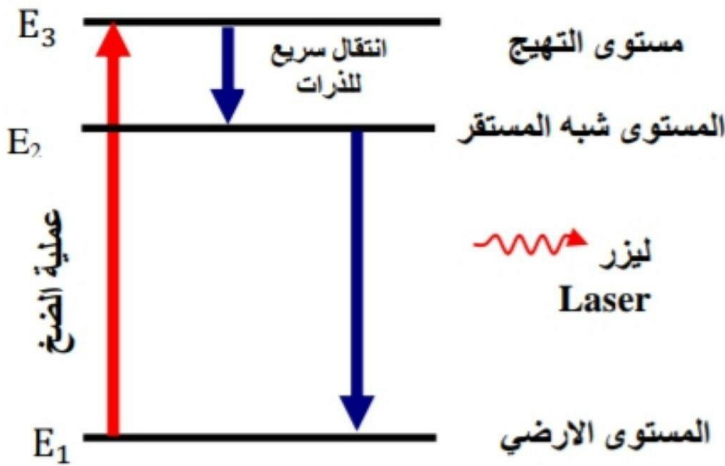 E₃
انتقال سريع
للذرات
مستوى التهيج
E₂
المستوى شبه المستقر
عملية الضخ
ليزر
Laser
E₁
المستوى الارضي